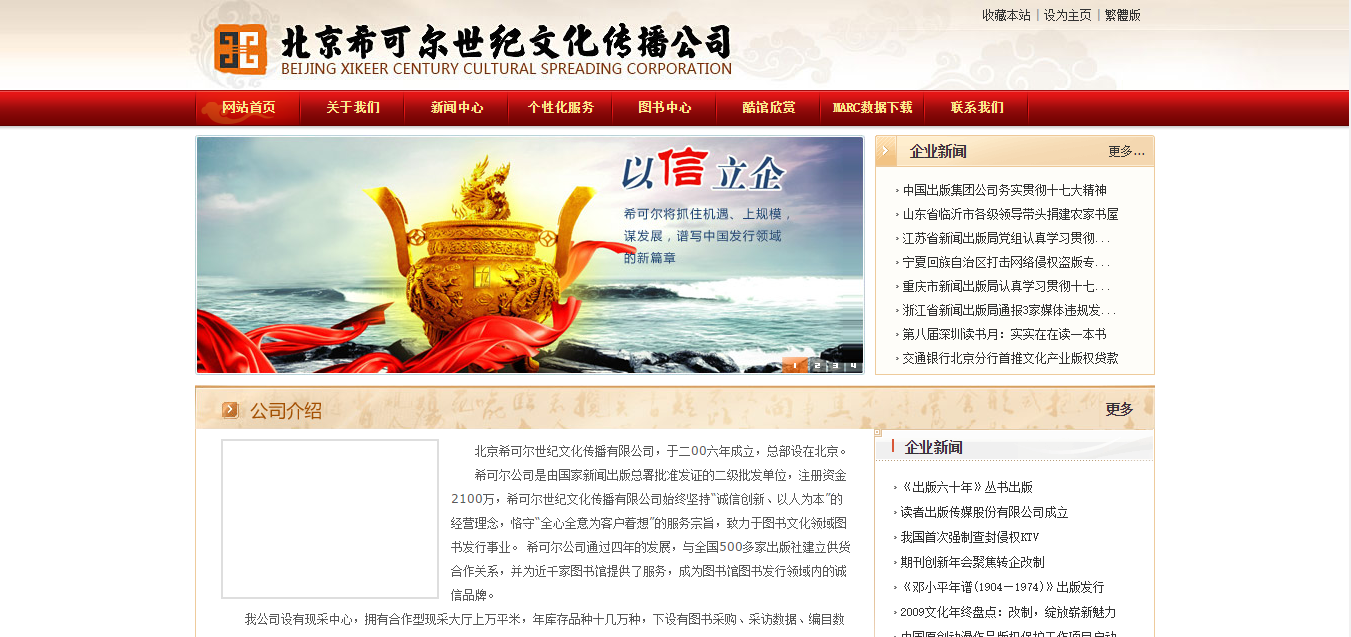 收藏本站 | 设为主页 | 繁體版
北京希可尔世纪文化传播公司
BEIJING XIKEER CENTURY CULTURAL SPREADING CORPORATION
网站首页 关于我们 新闻中心 个性化服务 图书中心 酷馆欣赏 MARC数据下载 联系我们
以信立企
希可尔将抓住机遇、上规模，
谋发展，谱写中国发行领域
的新篇章
1 2 3 4
企业新闻 更多...
中国出版集团公司务实贯彻十七大精神
山东省临沂市各级领导带头捐建农家书屋
江苏省新闻出版局党组认真学习贯彻...
宁夏回族自治区打击网络侵权盗版专...
重庆市新闻出版局认真学习贯彻十七...
浙江省新闻出版局通报3家媒体违规发...
第八届深圳读书月：实实在在读一本书
交通银行北京分行首推文化产业版权贷款
公司介绍 更多
北京希可尔世纪文化传播有限公司，于二00六年成立，总部设在北京。
希可尔公司是由国家新闻出版总署批准发证的二级批发单位，注册资金
2100万，希可尔世纪文化传播有限公司始终坚持“诚信创新、以人为本”的
经营理念，恪守“全心全意为客户着想”的服务宗旨，致力于图书文化领域图
书发行事业。 希可尔公司通过四年的发展，与全国500多家出版社建立供货
合作关系，并为近千家图书馆提供了服务，成为图书馆图书发行领域内的诚
信品牌。
我公司设有现采中心，拥有合作型现采大厅上万平米，年库存品种十几万种，下设有图书采购、采访数据、编目数
企业新闻
《出版六十年》丛书出版
读者出版传媒股份有限公司成立
我国首次强制查封侵权KTV
期刊创新年会聚焦转企改制
《邓小平年谱(1904—1974)》出版发行
2009文化年终盘点：改制，绽放崭新魅力
中国原创动漫作品版权保护工作项目启动